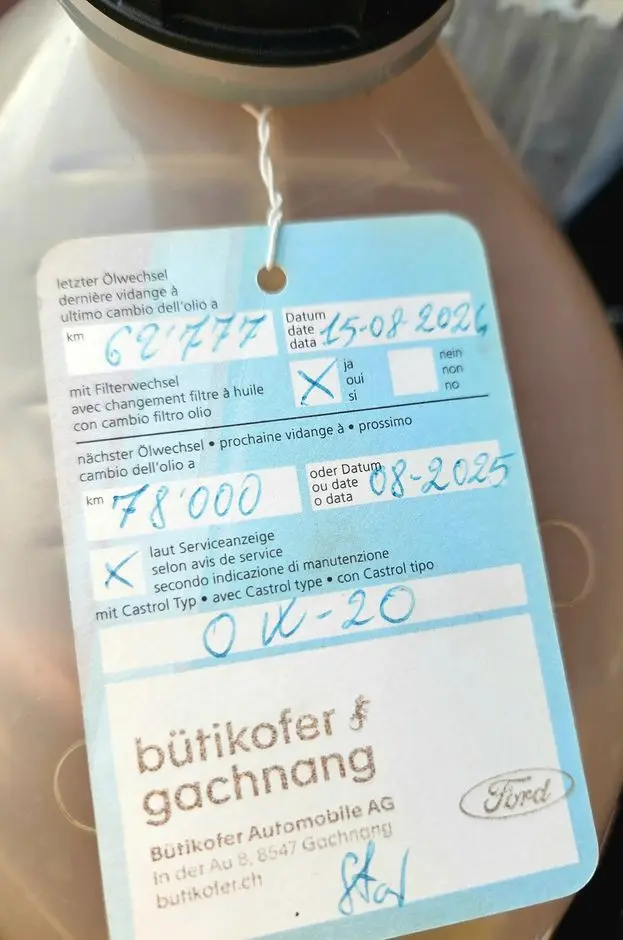 letzter Ölwechsel
dernière vidange à
ultimo cambio dell'olio a
km 62'777
Datum
date 15-08-2024
data
mit Filterwechsel
avec changement filtre à huile
con cambio filtro olio
X
ja
oui
si
nein
non
no
nächster Ölwechsel • prochaine vidange à • prossimo
cambio dell'olio a
km 78'000
oder Datum
ou date 08-2025
o data
X
laut Serviceanzeige
selon avis de service
secondo indicazione di manutenzione
mit Castrol Typ • avec Castrol type • con Castrol tipo
0W-20
bütikofer
gachnang
Bütikofer Automobile AG
in der Au 8, 8547 Gachnang
butikofer.ch
Ford